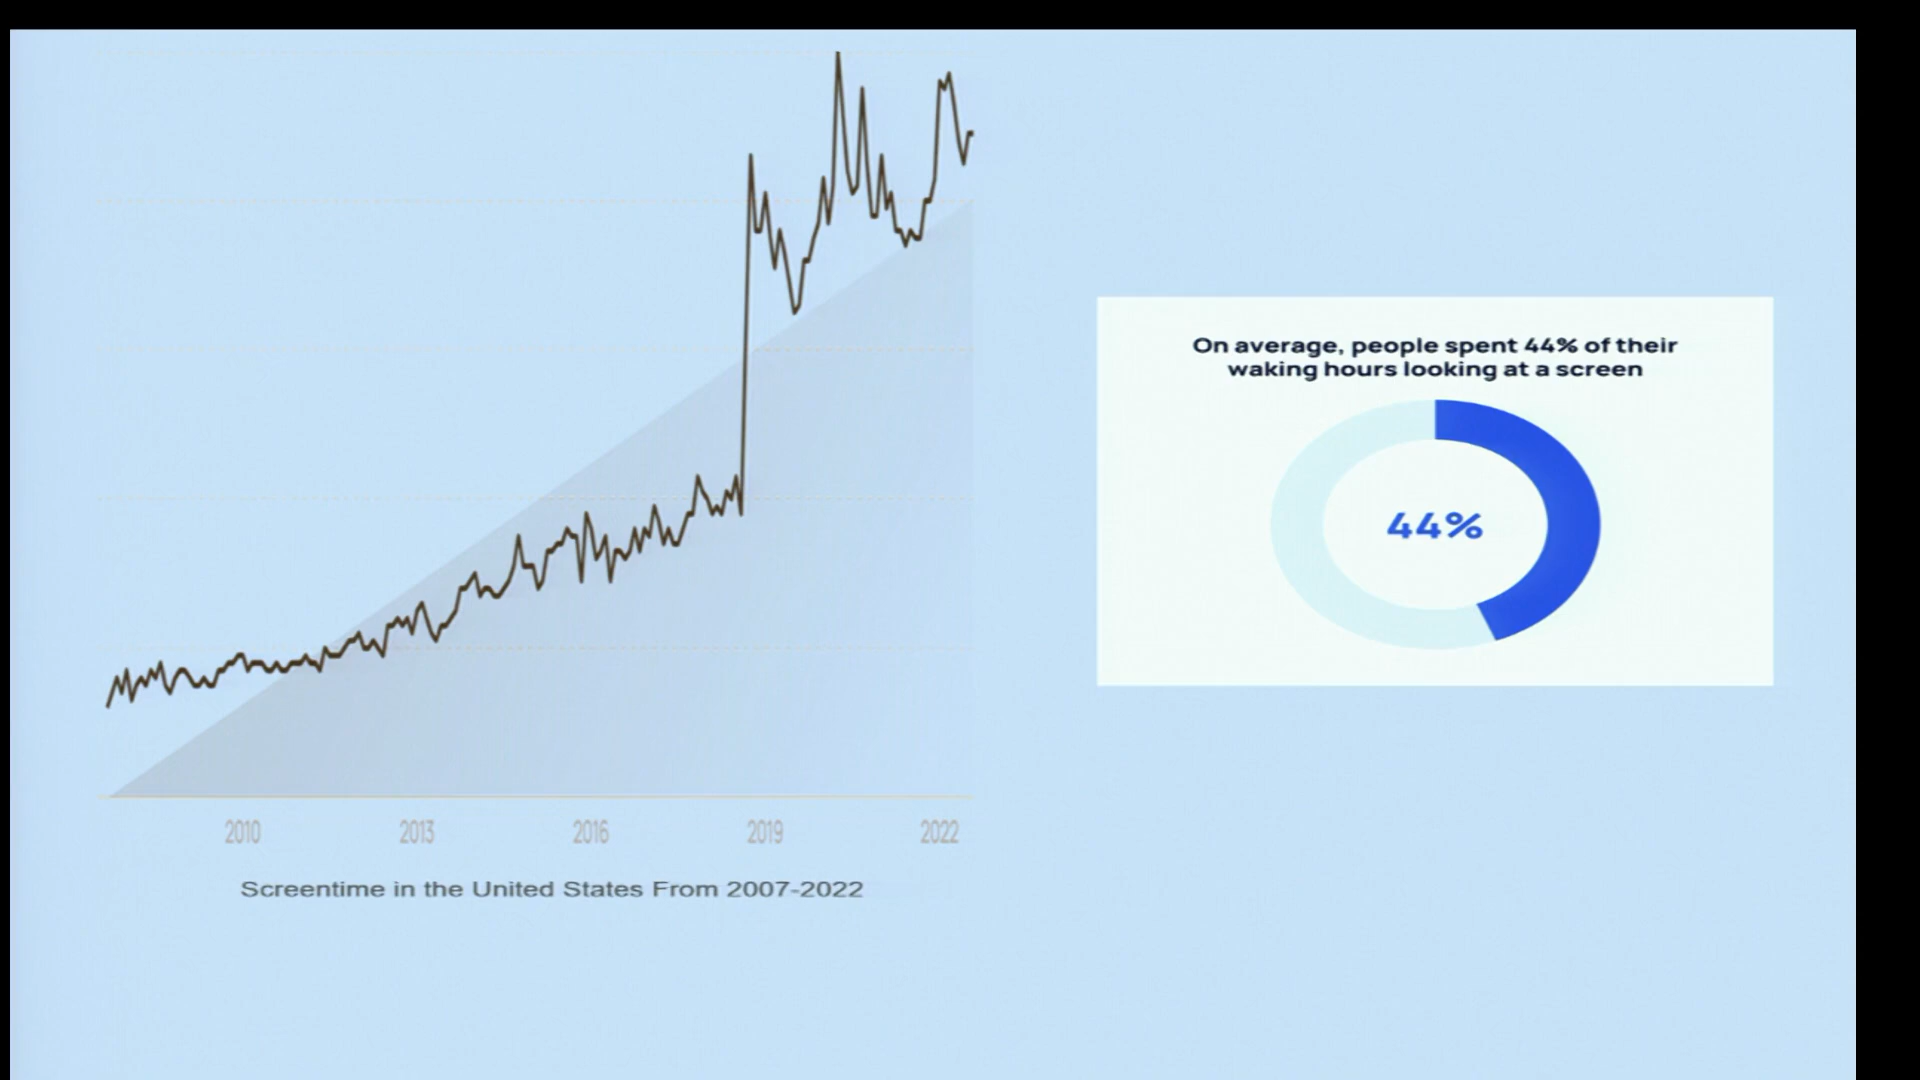 2010 2013 2016 2019 2022
Screentime in the United States From 2007-2022
On average, people spent 44% of their
waking hours looking at a screen
44%